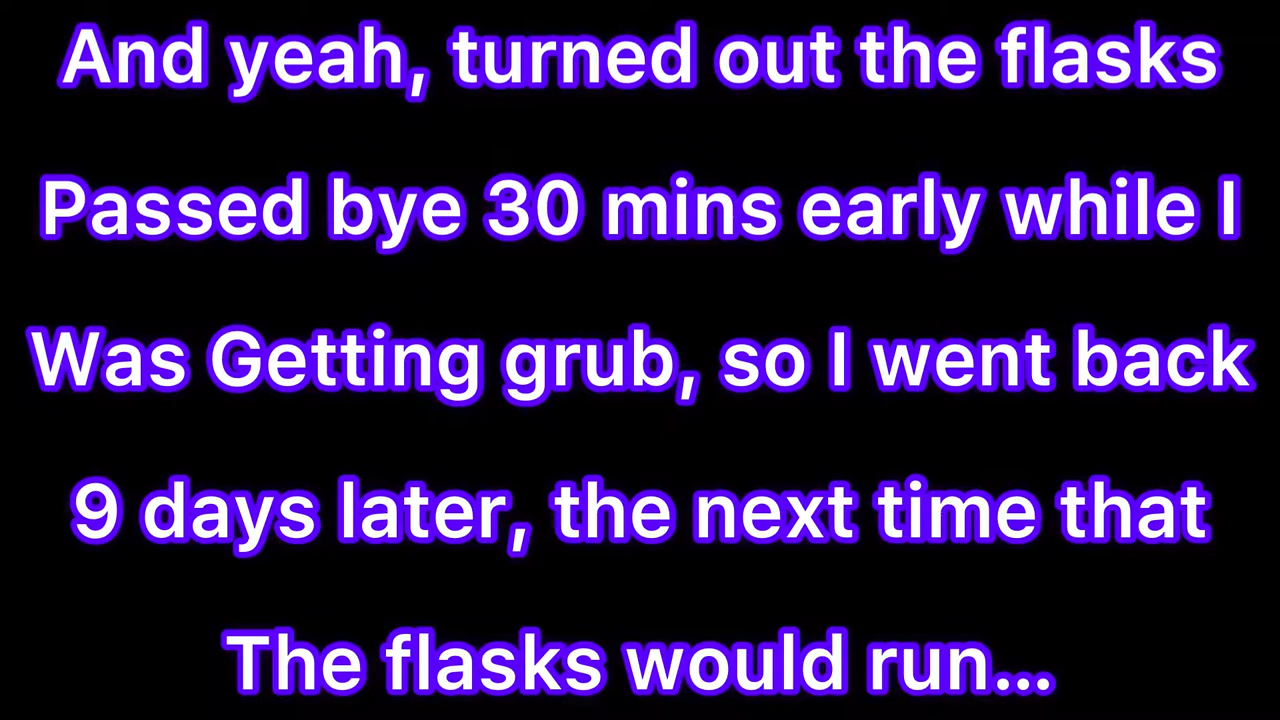 And yeah, turned out the flasks
Passed bye 30 mins early while I
Was Getting grub, so I went back
9 days later, the next time that
The flasks would run...